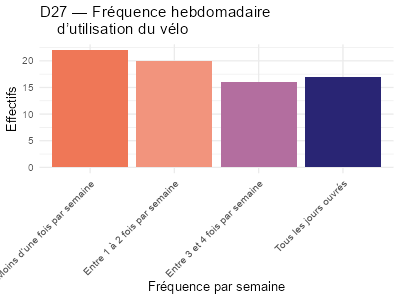 D27 — Fréquence hebdomadaire
d'utilisation du vélo
Effectifs
20
15
10
5
0
Moins d'une fois par semaine
Entre 1 à 2 fois par semaine
Entre 3 et 4 fois par semaine
Tous les jours ouvrés
Fréquence par semaine